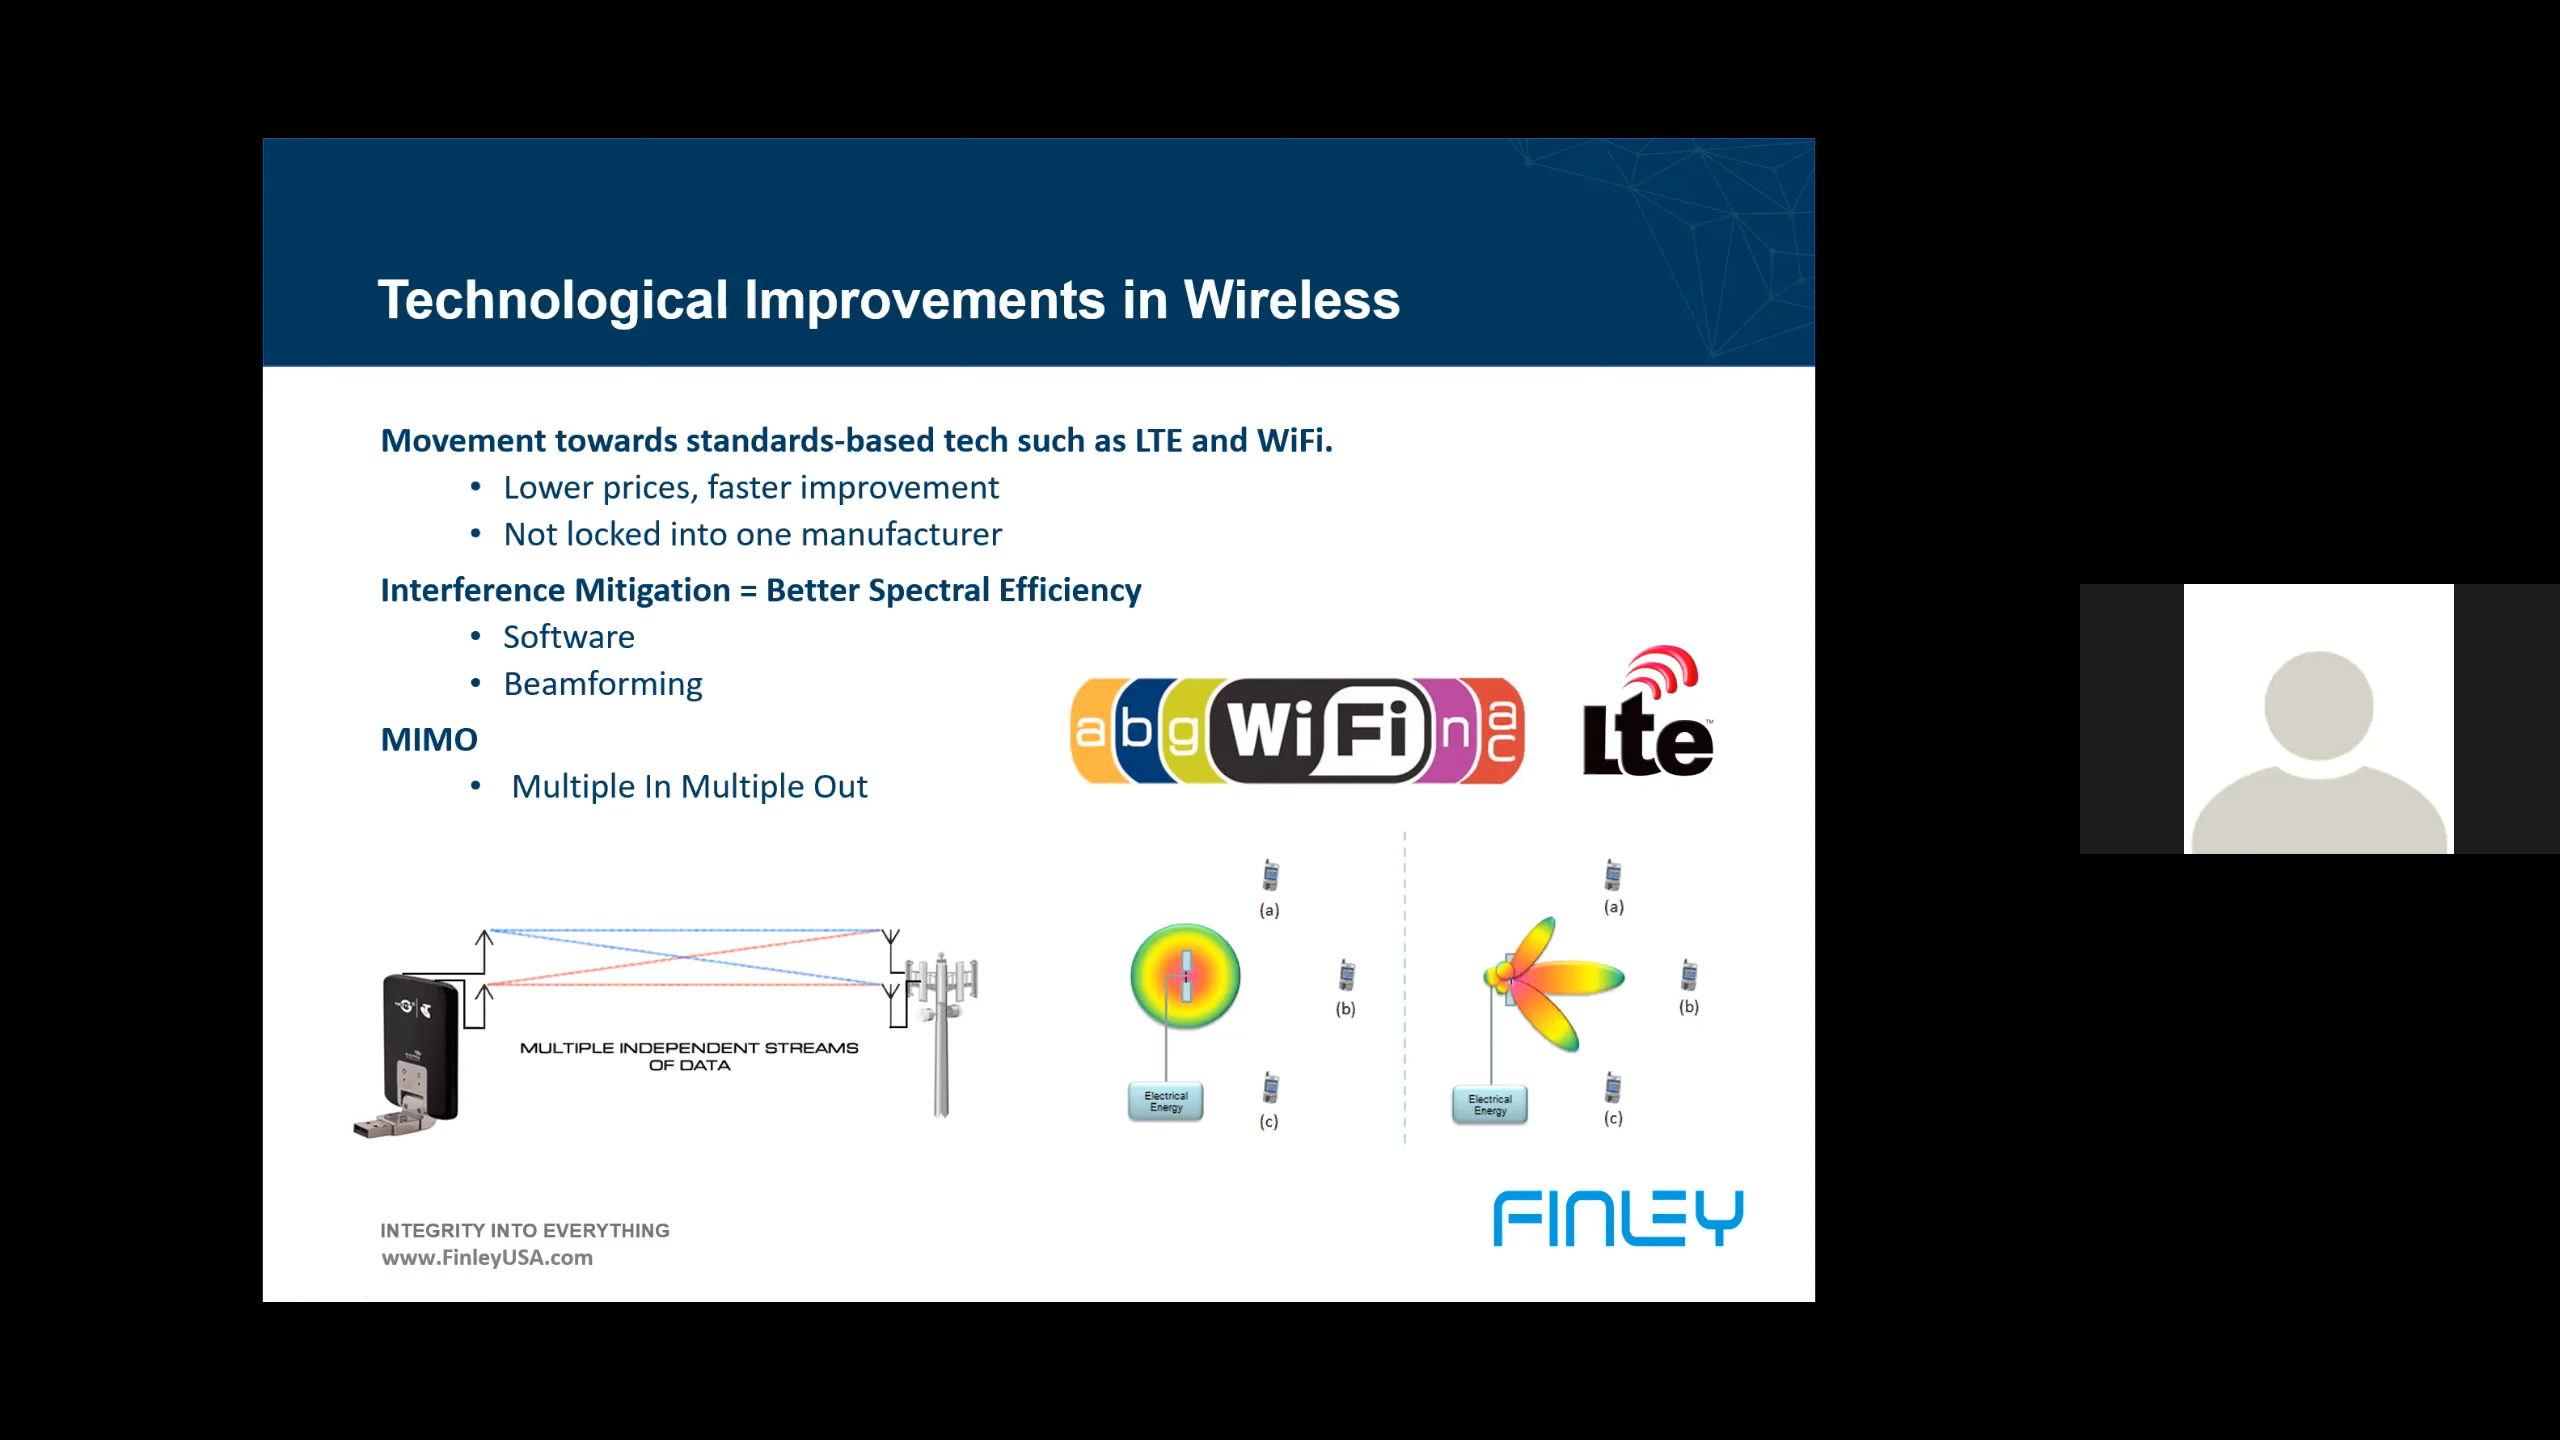 Technological Improvements in Wireless
Movement towards standards-based tech such as LTE and WiFi.
• Lower prices, faster improvement
• Not locked into one manufacturer
Interference Mitigation = Better Spectral Efficiency
• Software
• Beamforming
MIMO
• Multiple In Multiple Out
a b g WiFi n ac
Lte™
MULTIPLE INDEPENDENT STREAMS
OF DATA
(a)
(b)
(c)
Electrical
Energy
(a)
(b)
(c)
Electrical
Energy
INTEGRITY INTO EVERYTHING
www.FinleyUSA.com
FINLEY